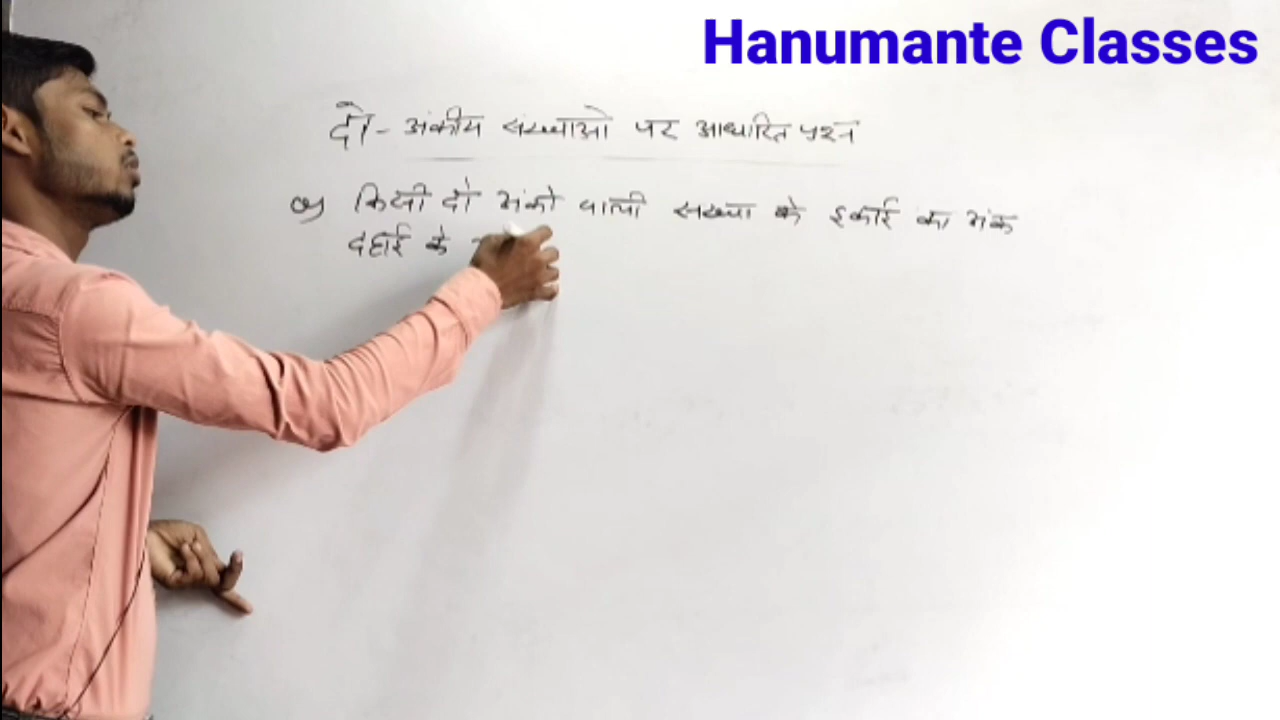 Hanumante Classes
दो - अंकीय संख्याओ पर आधारित प्रश्न
Q) किसी दो अंको वाली संख्या के इकाई का अंक
दहाई के